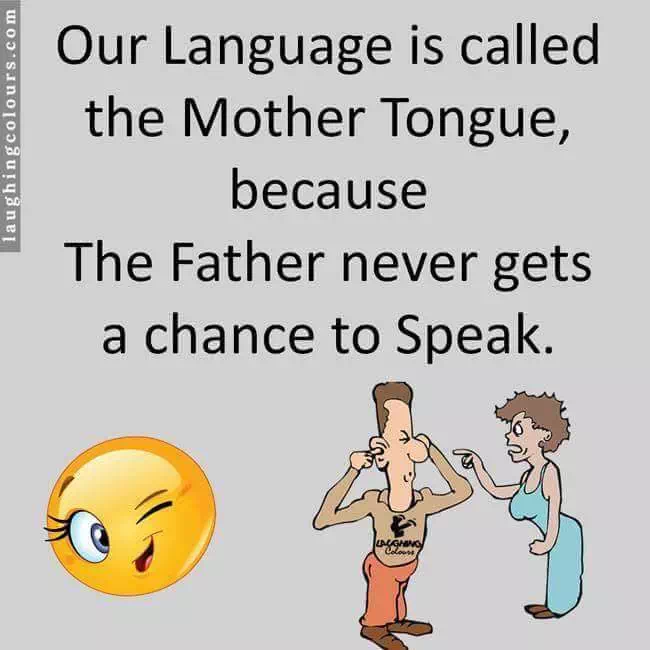 laughingcolours.com
Our Language is called
the Mother Tongue,
because
The Father never gets
a chance to Speak.
LAUGHING
Colours